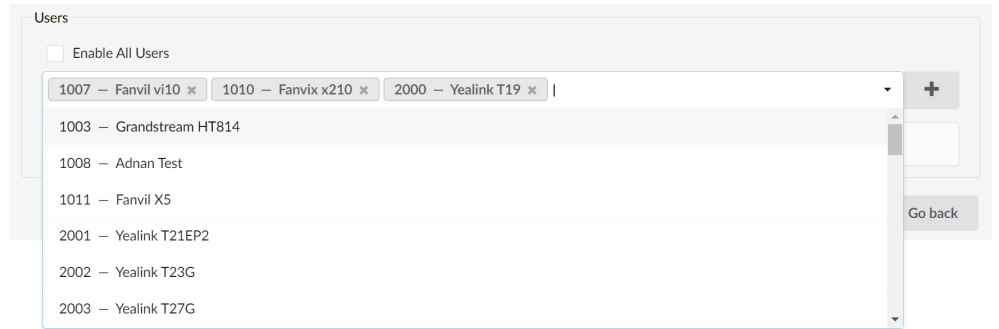 Users
Enable All Users
1007 — Fanvil vi10 × 1010 — Fanvix x210 × 2000 — Yealink T19 × +
1003 — Grandstream HT814
1008 — Adnan Test
1011 — Fanvil X5
Go back
2001 — Yealink T21EP2
2002 — Yealink T23G
2003 — Yealink T27G